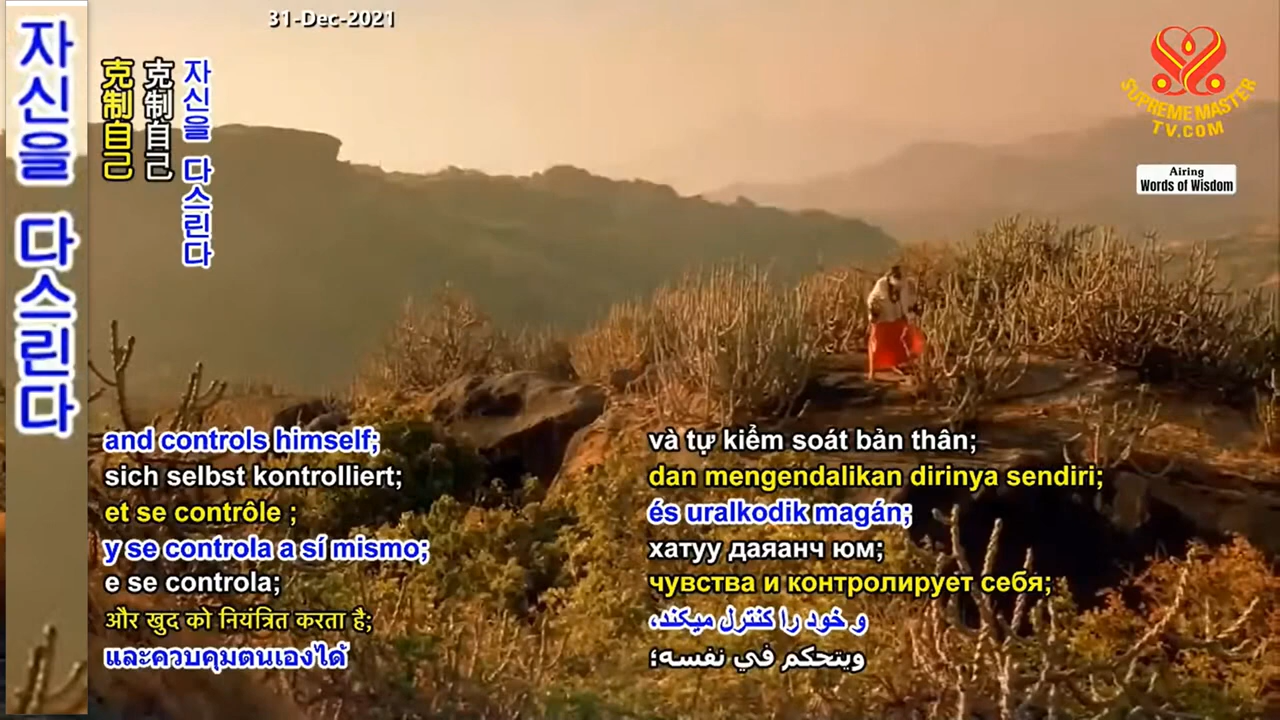 31-Dec-2021
자신을 다스린다
克制自己
克制自己
자신을 다스린다
SUPREME MASTER
TV.COM
Airing
Words of Wisdom
and controls himself;
sich selbst kontrolliert;
et se contrôle ;
y se controla a sí mismo;
e se controla;
और खुद को नियंत्रित करता है;
และควบคุมตนเองได้
và tự kiểm soát bản thân;
dan mengendalikan dirinya sendiri;
és uralkodik magán;
хатуу даяанч юм;
чувства и контролирует себя;
و خود را کنترل میکند،
ويتحكم في نفسه؛